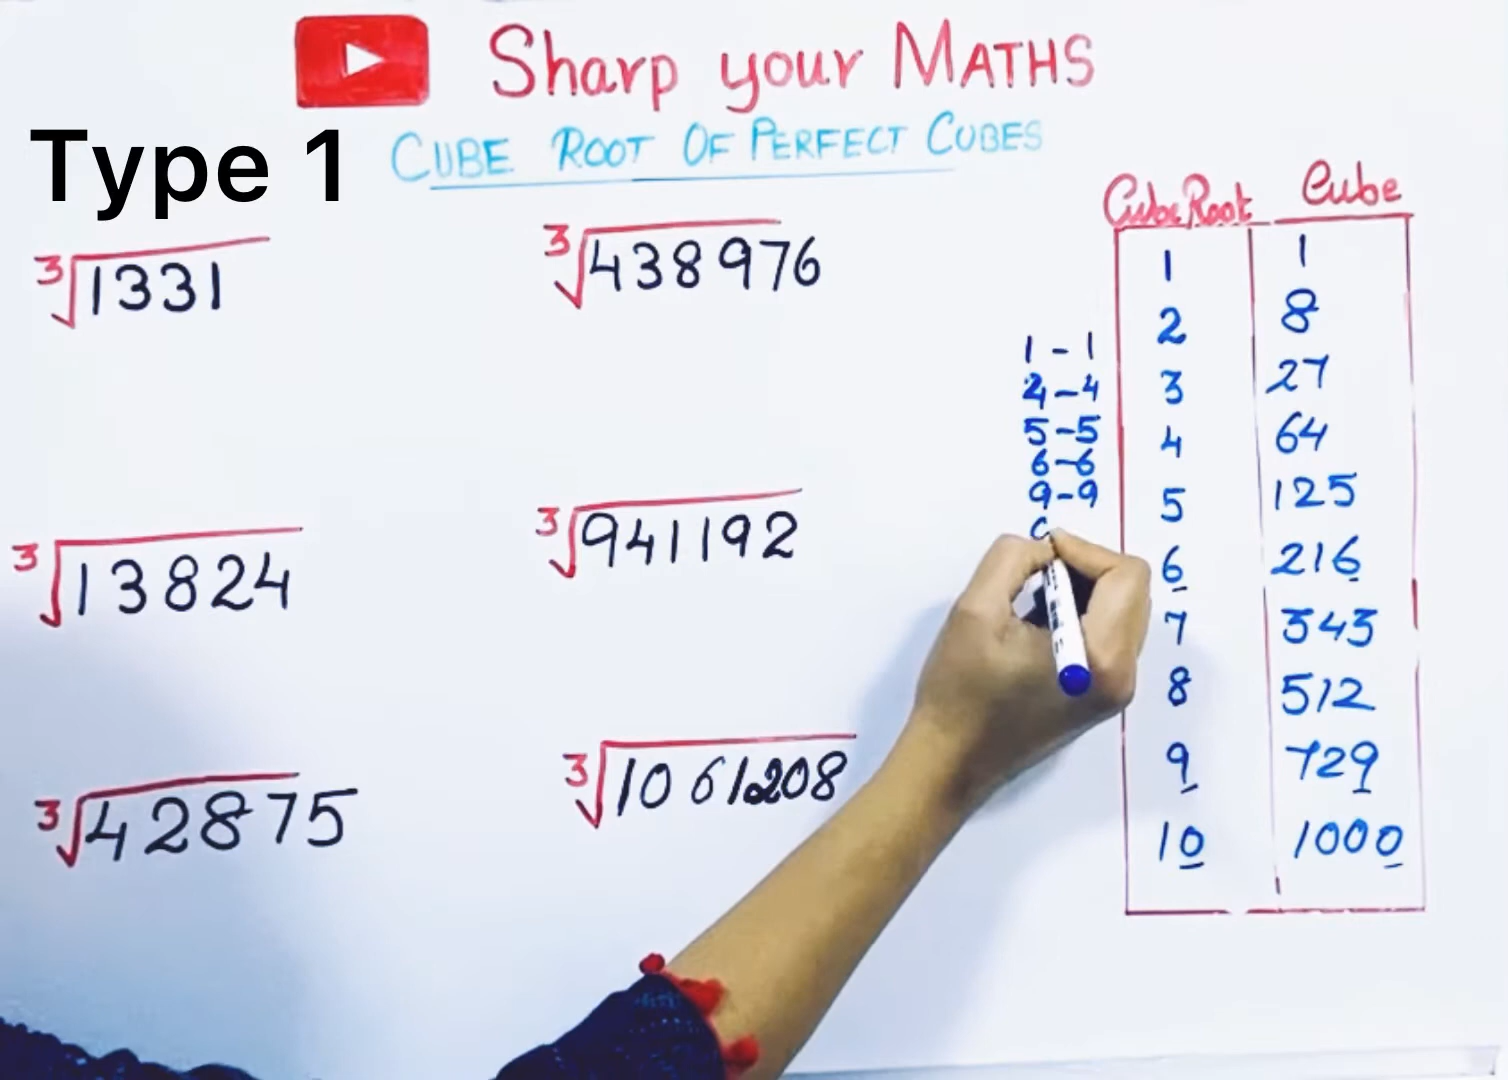 Sharp your MATHS
Type 1
CUBE ROOT OF PERFECT CUBES
∛1331
∛438976
∛13824
∛941192
∛42875
∛1061208
1 - 1
4 - 4
5 - 5
6 - 6
9 - 9
Cube Root Cube
1 1
2 8
3 27
4 64
5 125
6 216
7 343
8 512
9 729
10 1000